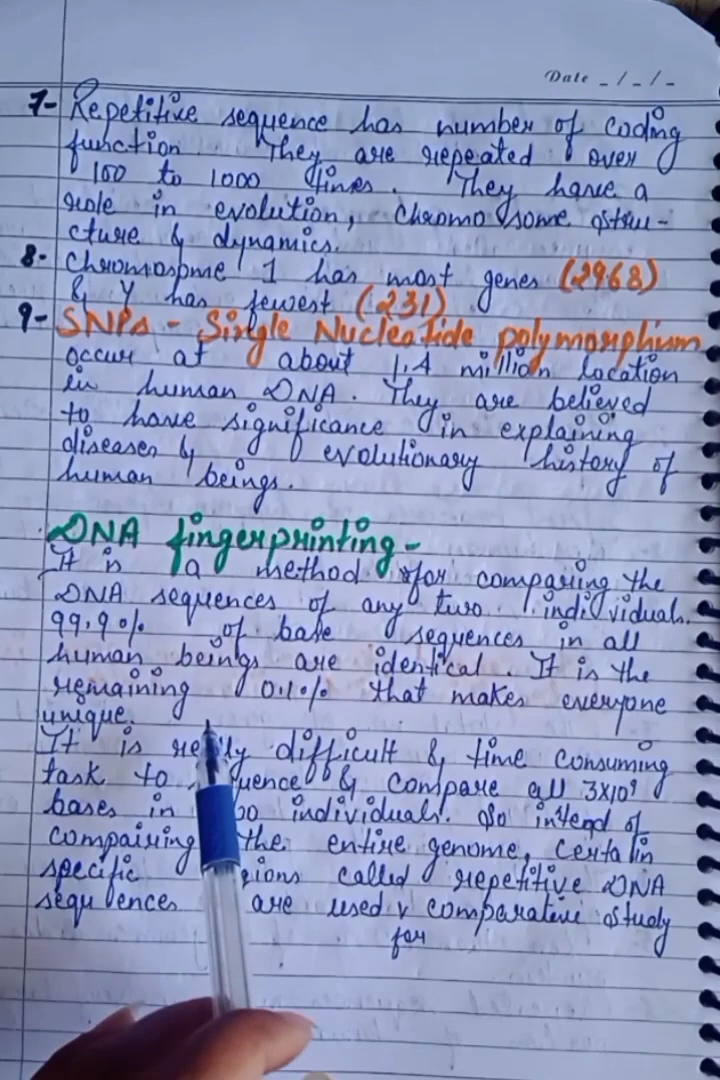 Date _/_/_
7- Repetitive sequence has number of coding
function They are repeated over
100 to 1000 times. They have a
role in evolution, chromo some stru-
cture & dynamics.
8- Chromosome 1 has most genes (2968)
& Y has fewest (231)
9- SNPs - Single Nucleotide polymorphium
occur at about 1.4 million location
in human DNA. They are believed
to have significance in explaining
diseases & evolutionary history of
human beings.
DNA fingerprinting-
It is a method for comparing the
DNA sequences of any two individuals.
99.90% of base sequences in all
human beings are identical. It is the
remaining 0.1% that makes everyone
unique.
It is difficult & time consuming
task to & compare all 3x10⁹
bases in individuals. So intead of
compairing the entire genome, certain
specific called repetitive DNA
sequences are used comparative study
for